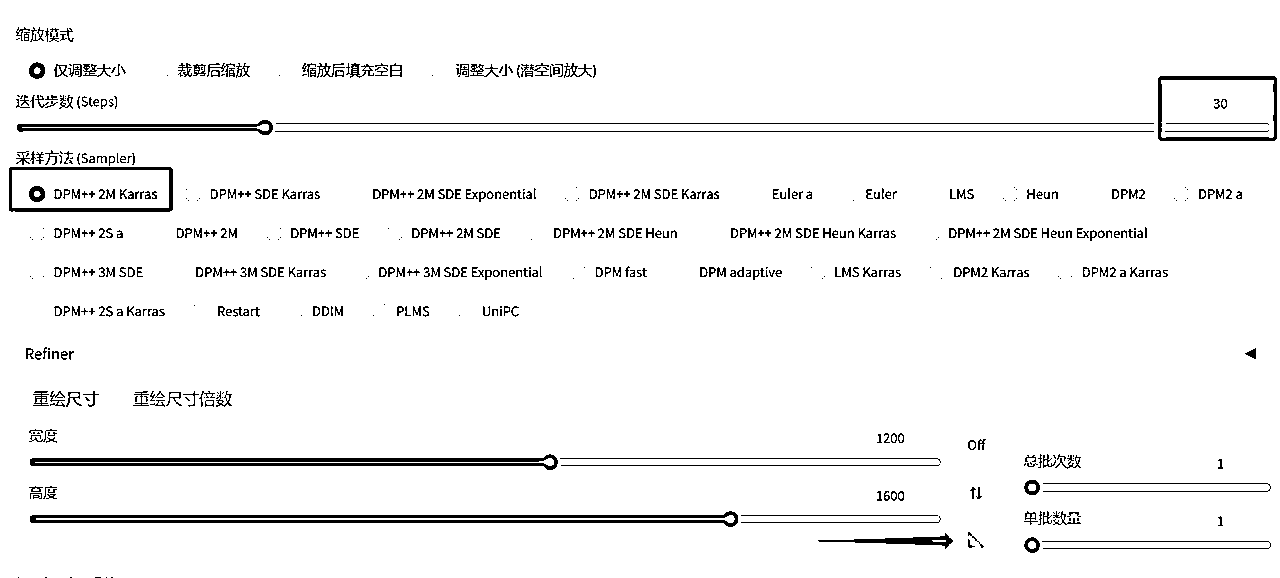 缩放模式
仅调整大小 裁剪后缩放 缩放后填充空白 调整大小 (潜空间放大)
迭代步数 (Steps) 30
采样方法 (Sampler)
DPM++ 2M Karras DPM++ SDE Karras DPM++ 2M SDE Exponential DPM++ 2M SDE Karras Euler a Euler LMS Heun DPM2 DPM2 a
DPM++ 2S a DPM++ 2M DPM++ SDE DPM++ 2M SDE DPM++ 2M SDE Heun DPM++ 2M SDE Heun Karras DPM++ 2M SDE Heun Exponential
DPM++ 3M SDE DPM++ 3M SDE Karras DPM++ 3M SDE Exponential DPM fast DPM adaptive LMS Karras DPM2 Karras DPM2 a Karras
DPM++ 2S a Karras Restart DDIM PLMS UniPC
Refiner
重绘尺寸 重绘尺寸倍数
宽度 1200 Off
总批次数 1
高度 1600
单批数量 1